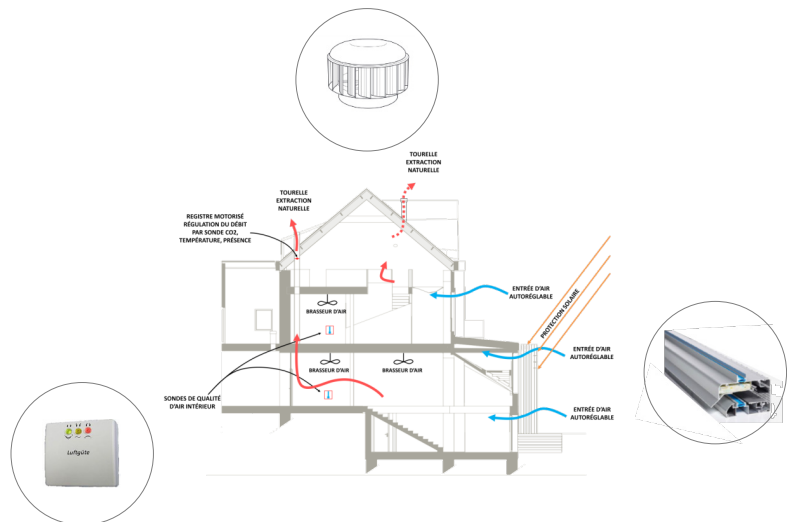 TOURELLE
EXTRACTION
NATURELLE
TOURELLE
EXTRACTION
NATURELLE
REGISTRE MOTORISÉ
RÉGULATION DU DÉBIT
PAR SONDE CO2,
TEMPÉRATURE, PRÉSENCE
ENTRÉE D'AIR
AUTORÉGLABLE
PROTECTION SOLAIRE
BRASSEUR D'AIR
ENTRÉE D'AIR
AUTORÉGLABLE
BRASSEUR D'AIR
BRASSEUR D'AIR
SONDES DE QUALITÉ
D'AIR INTÉRIEUR
ENTRÉE D'AIR
AUTORÉGLABLE
Luftgüte